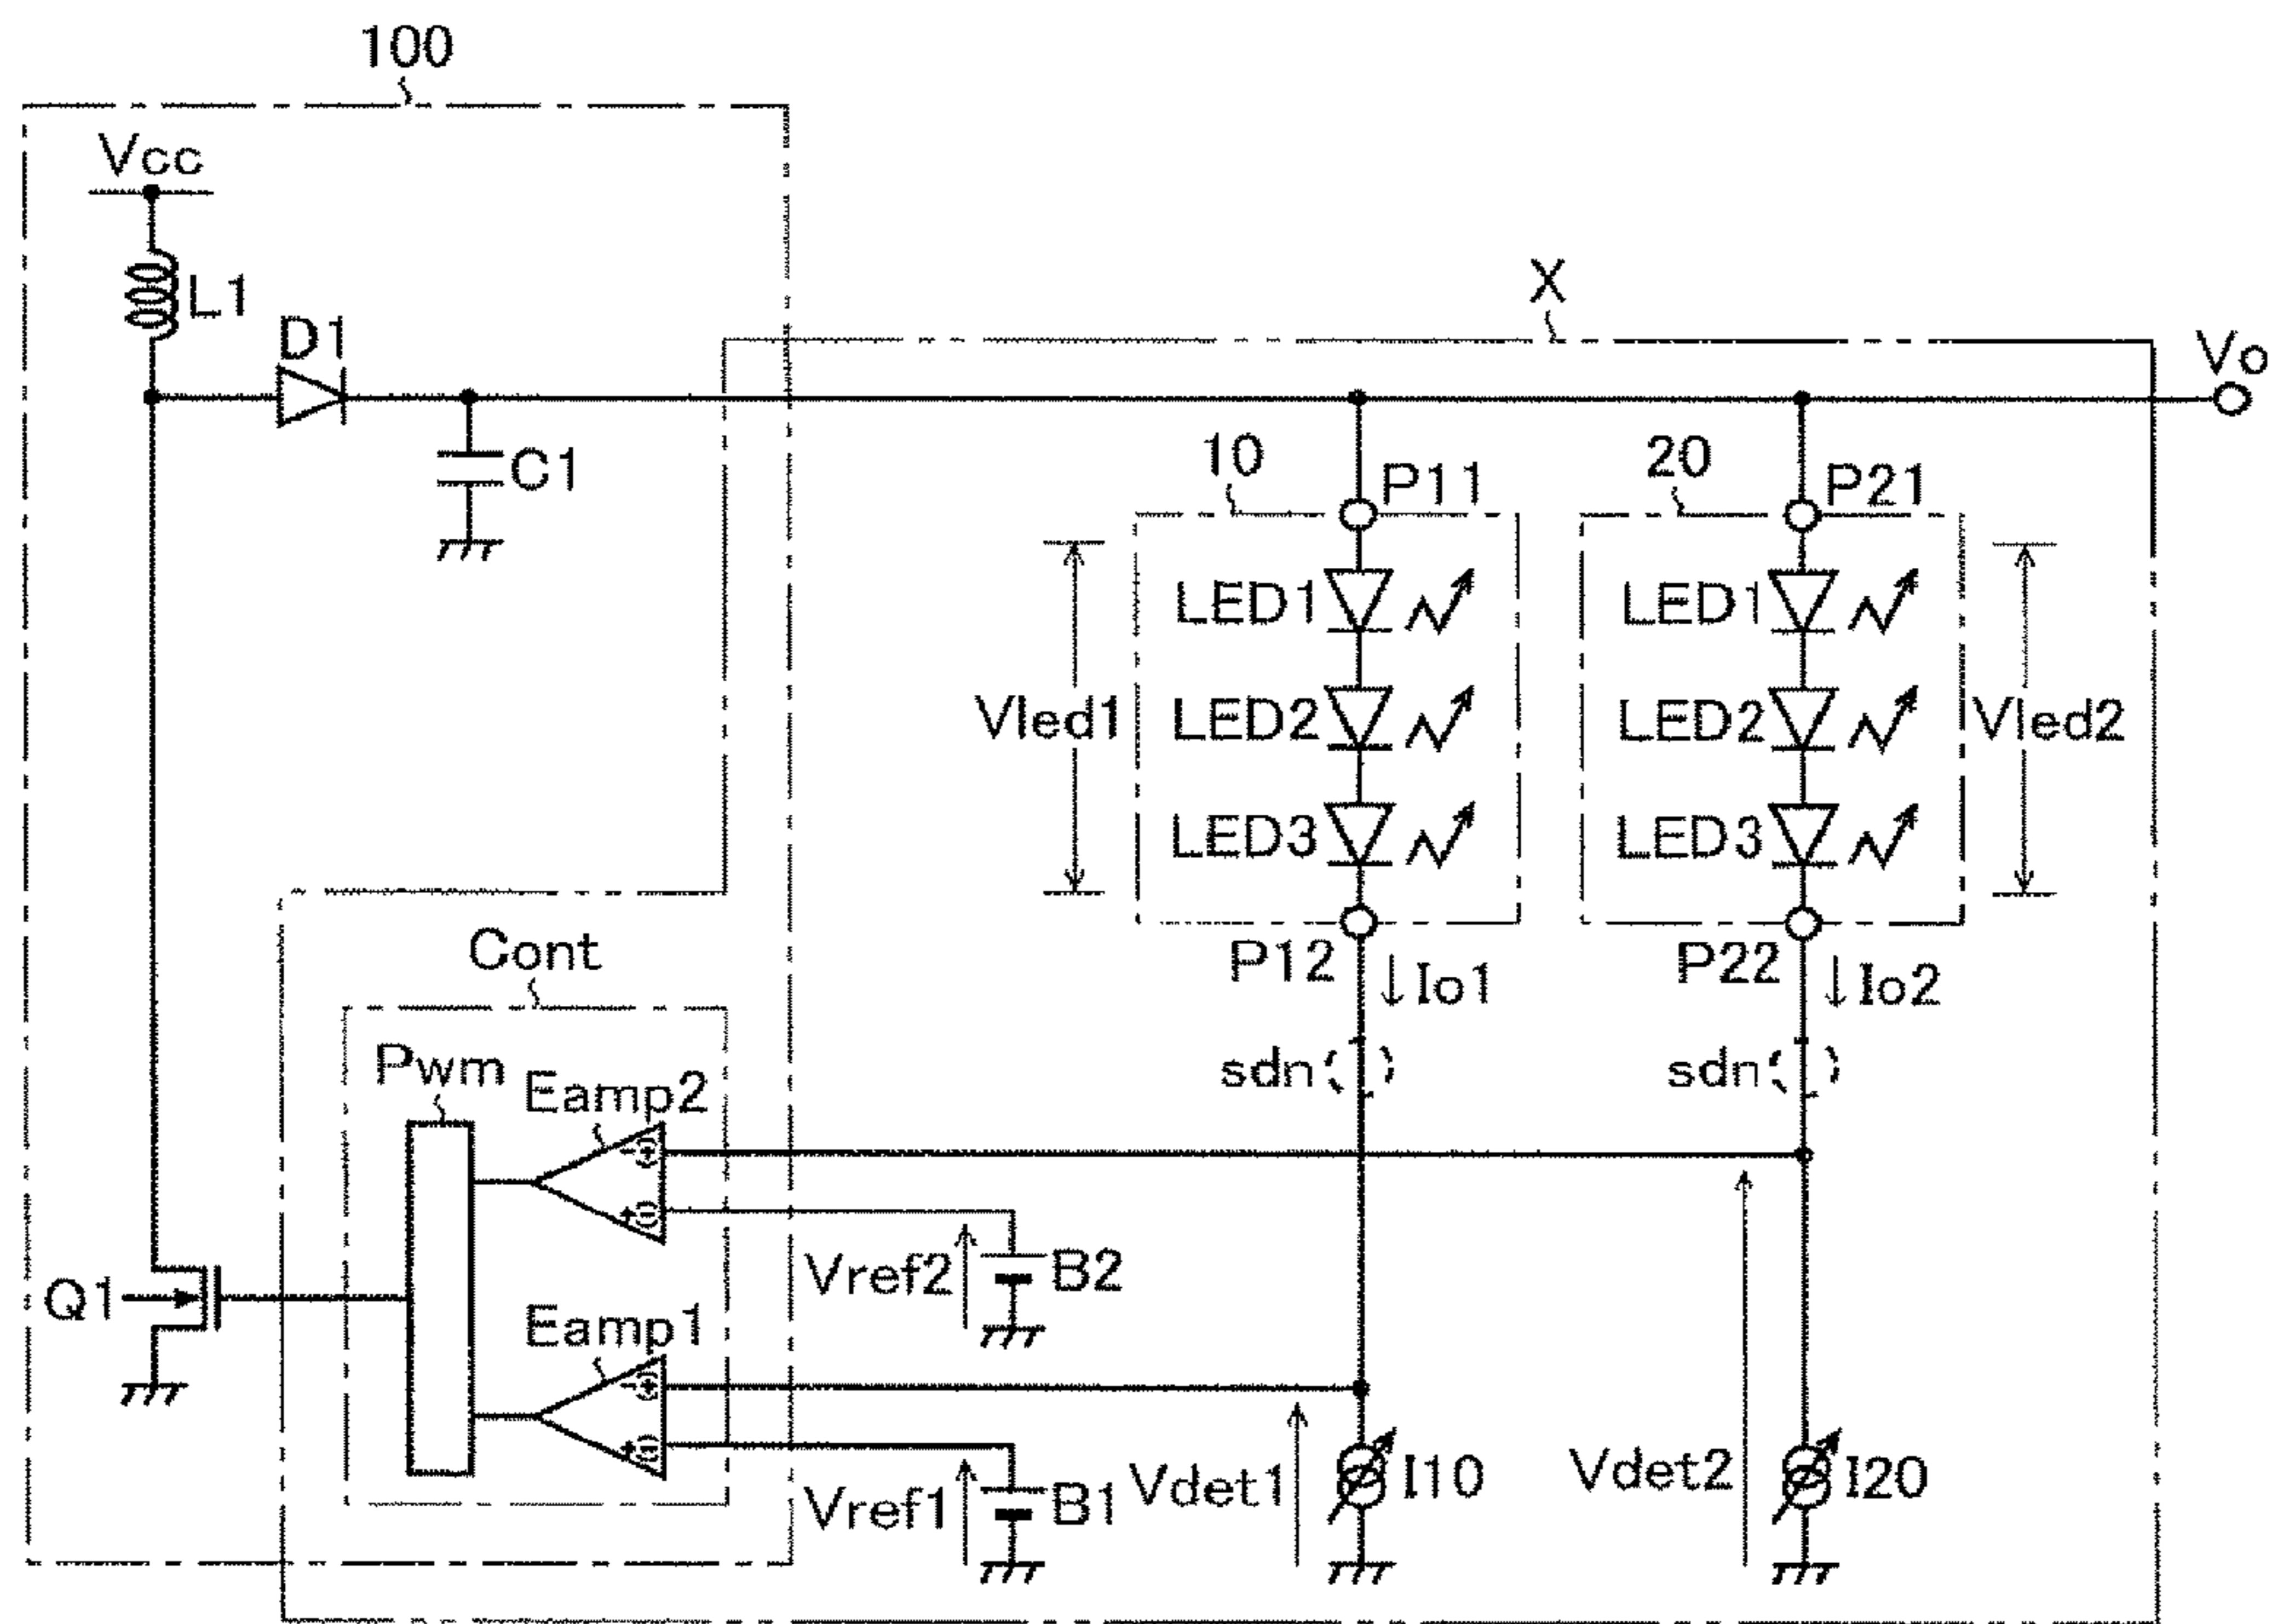 100
Vcc
L1
D1
C1
X
Vo
10
P11
20
P21
LED1
LED1
Vled1
LED2
LED2
Vled2
LED3
LED3
P12
Io1
P22
Io2
Cont
Pwm
Eamp2
sdn
sdn
- (+)
+ (-)
Vref2
B2
Q1
Eamp1
- (+)
+ (-)
Vref1
B1
Vdet1
I10
Vdet2
I20